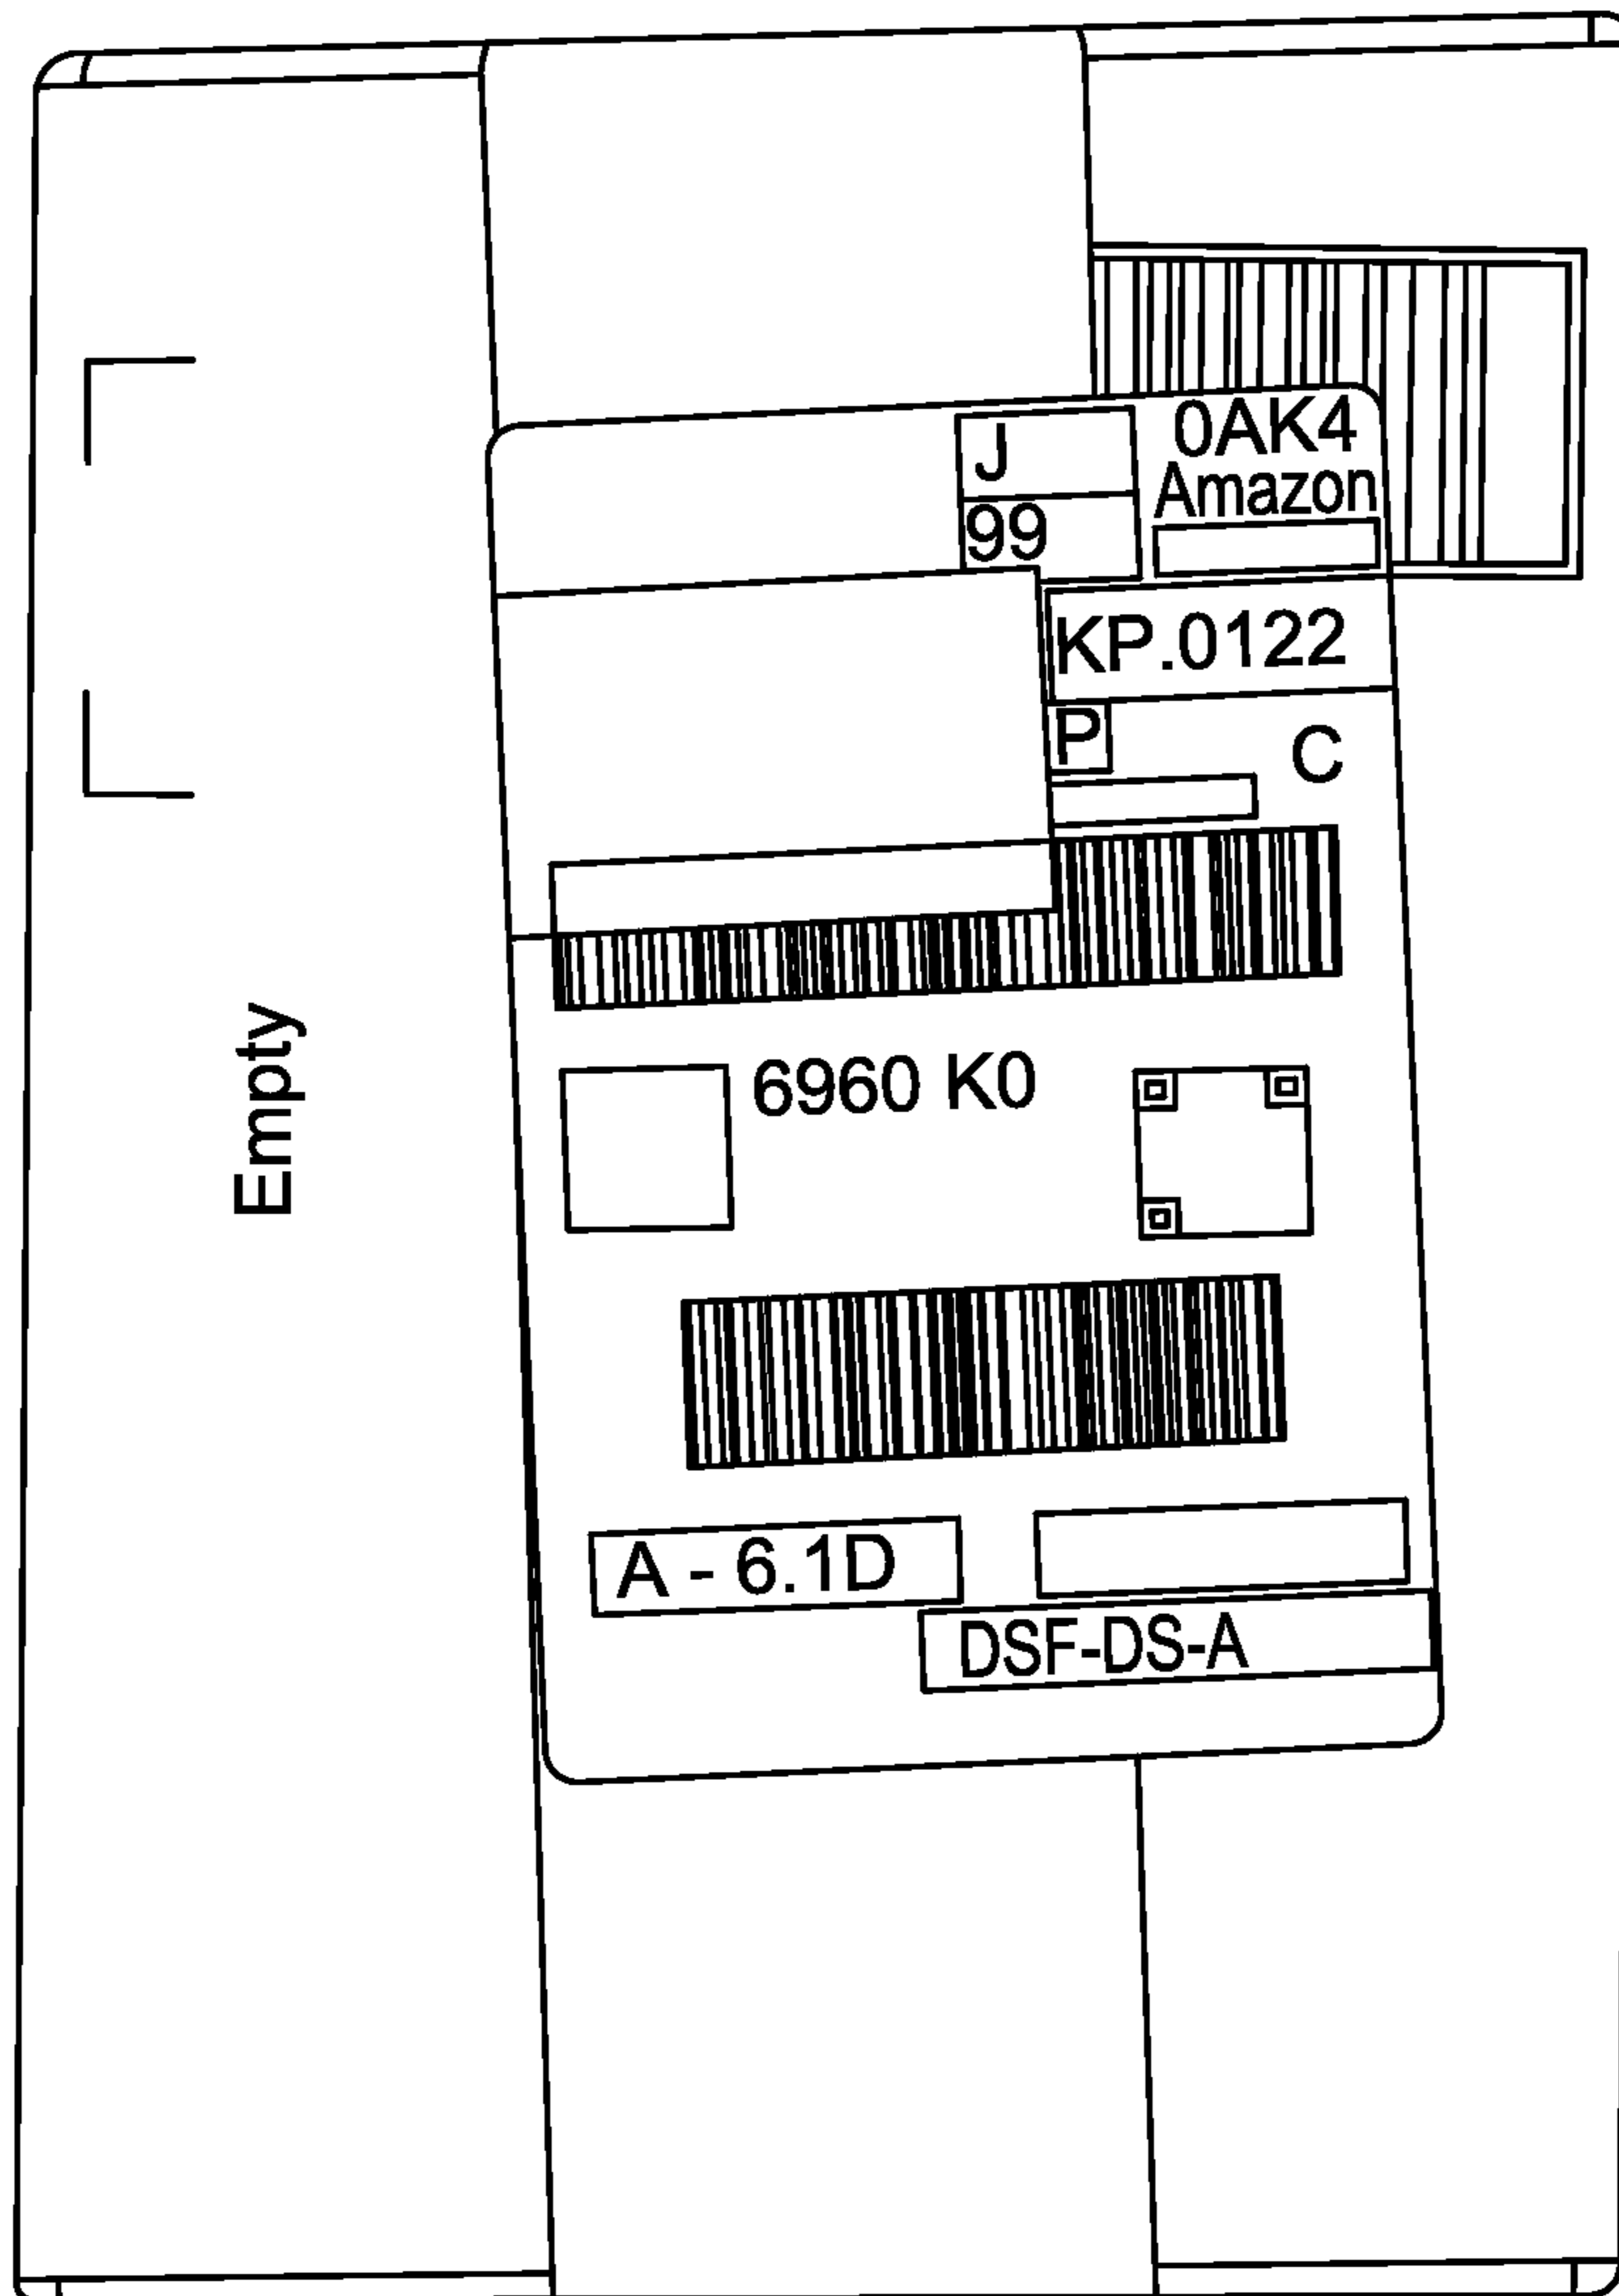 J
0AK4
Amazon
99
KP.0122
P
C
Empty
6960 K0
A - 6.1D
DSF-DS-A